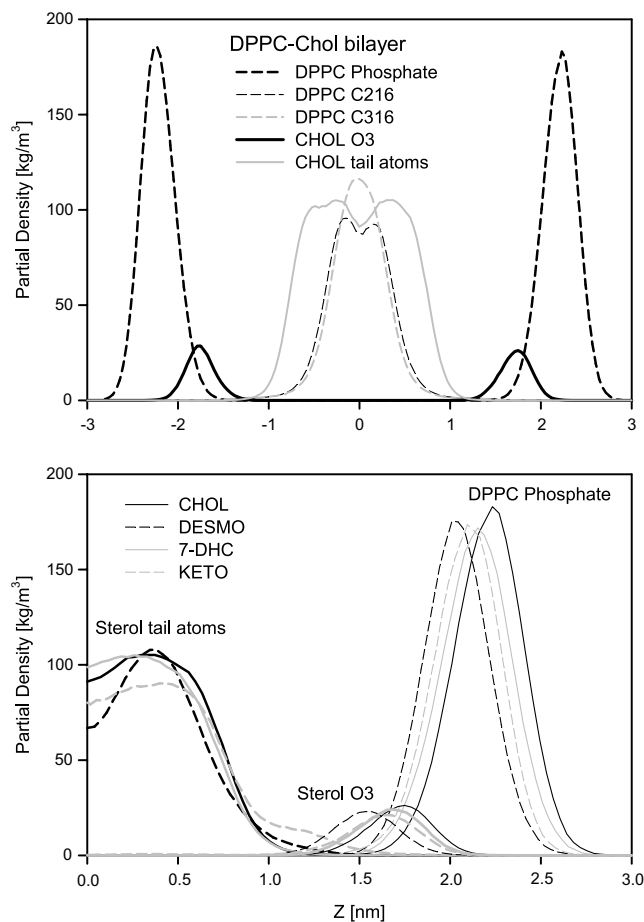 200
150
100
50
0
Partial Density [kg/m³]
DPPC-Chol bilayer
DPPC Phosphate
DPPC C216
DPPC C316
CHOL O3
CHOL tail atoms
-3 -2 -1 0 1 2 3
200
150
100
50
0
Partial Density [kg/m³]
CHOL
DESMO
7-DHC
KETO
DPPC Phosphate
Sterol tail atoms
Sterol O3
0.0 0.5 1.0 1.5 2.0 2.5 3.0
Z [nm]